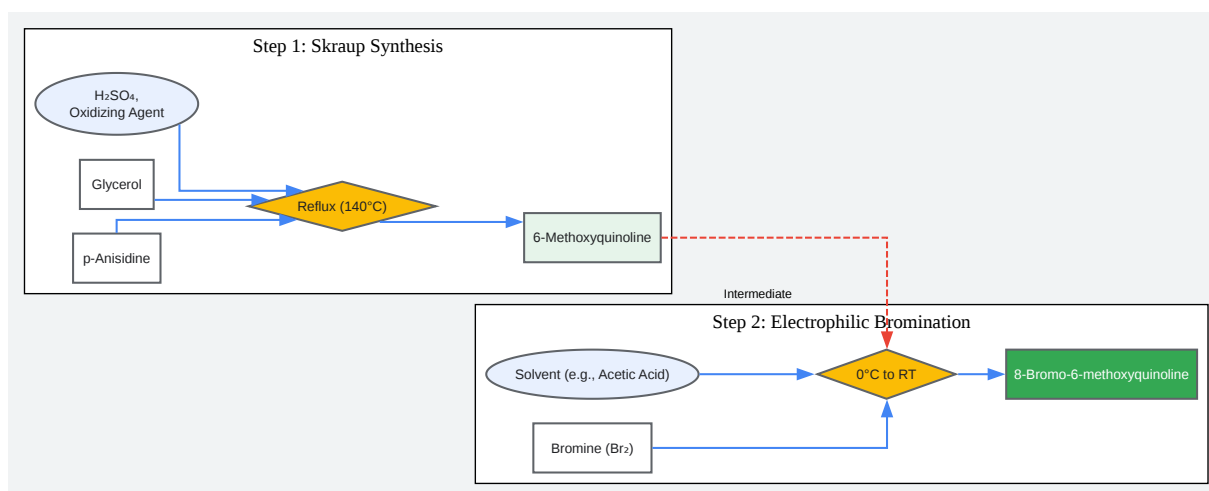 Step 1: Skraup Synthesis
H₂SO₄,
Oxidizing Agent
Glycerol
Reflux (140°C)
p-Anisidine
6-Methoxyquinoline
Intermediate
Step 2: Electrophilic Bromination
Solvent (e.g., Acetic Acid)
0°C to RT
8-Bromo-6-methoxyquinoline
Bromine (Br₂)